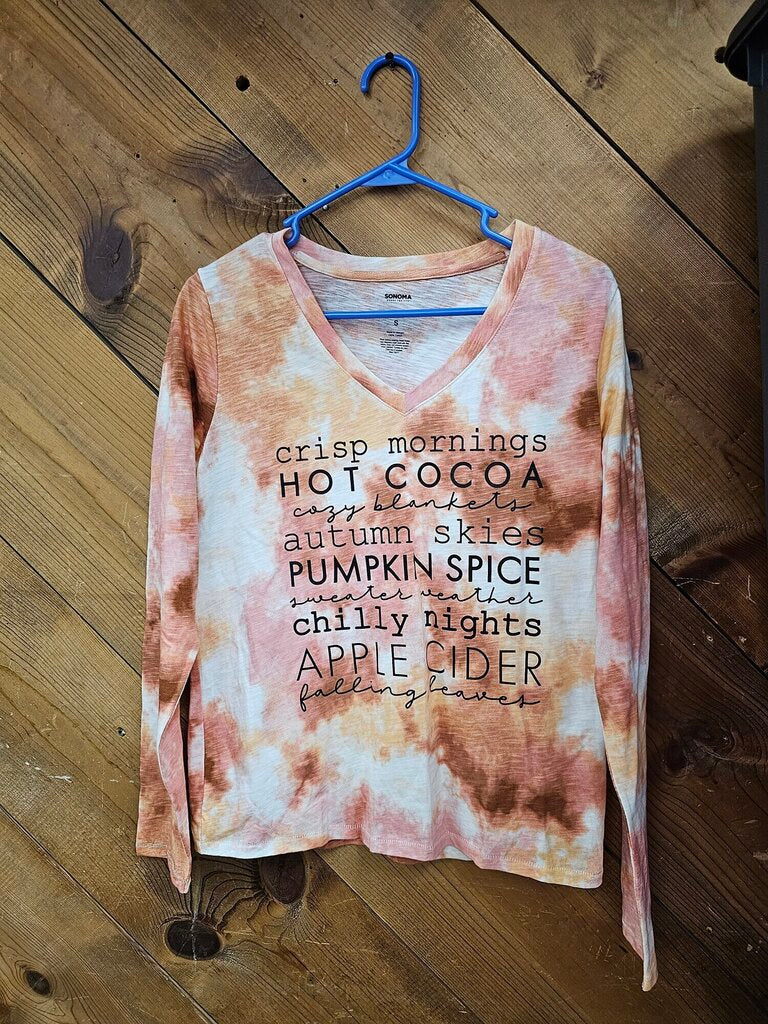 SONOMA
S
crisp mornings
HOT COCOA
cozy blankets
autumn skies
PUMPKIN SPICE
sweater weather
chilly nights
APPLE CIDER
falling leaves